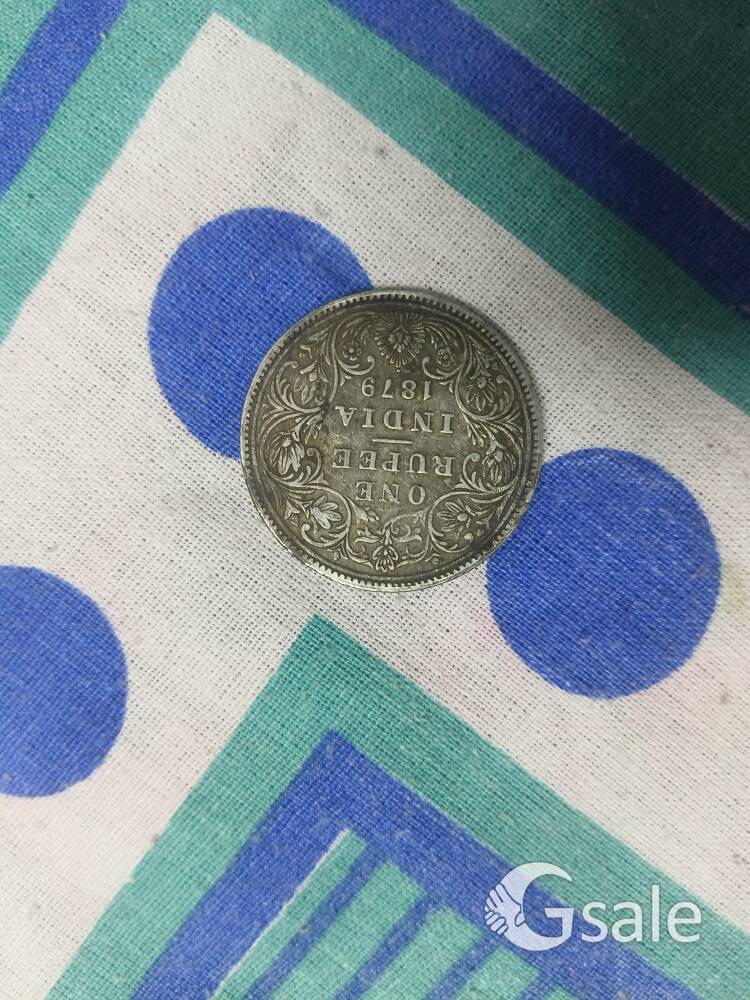 ONE
RUPEE
INDIA
1879
Gsale